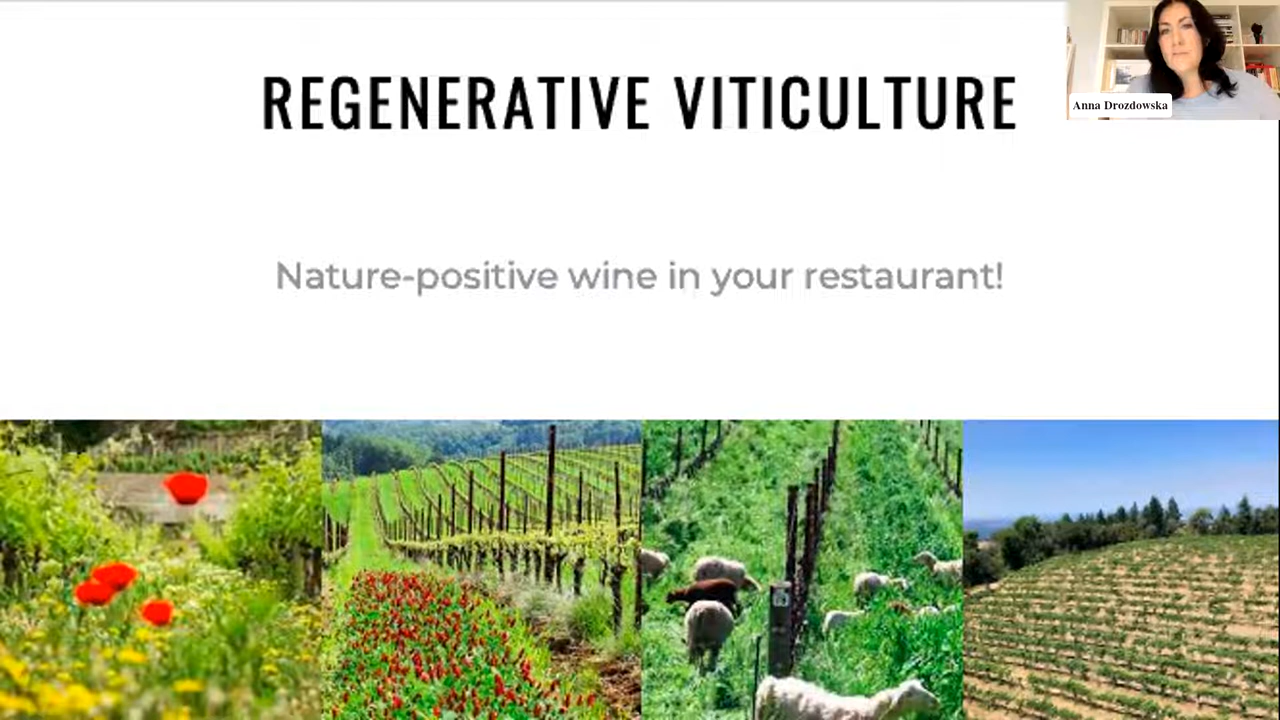 REGENERATIVE VITICULTURE
Anna Drozdowska
Nature-positive wine in your restaurant!